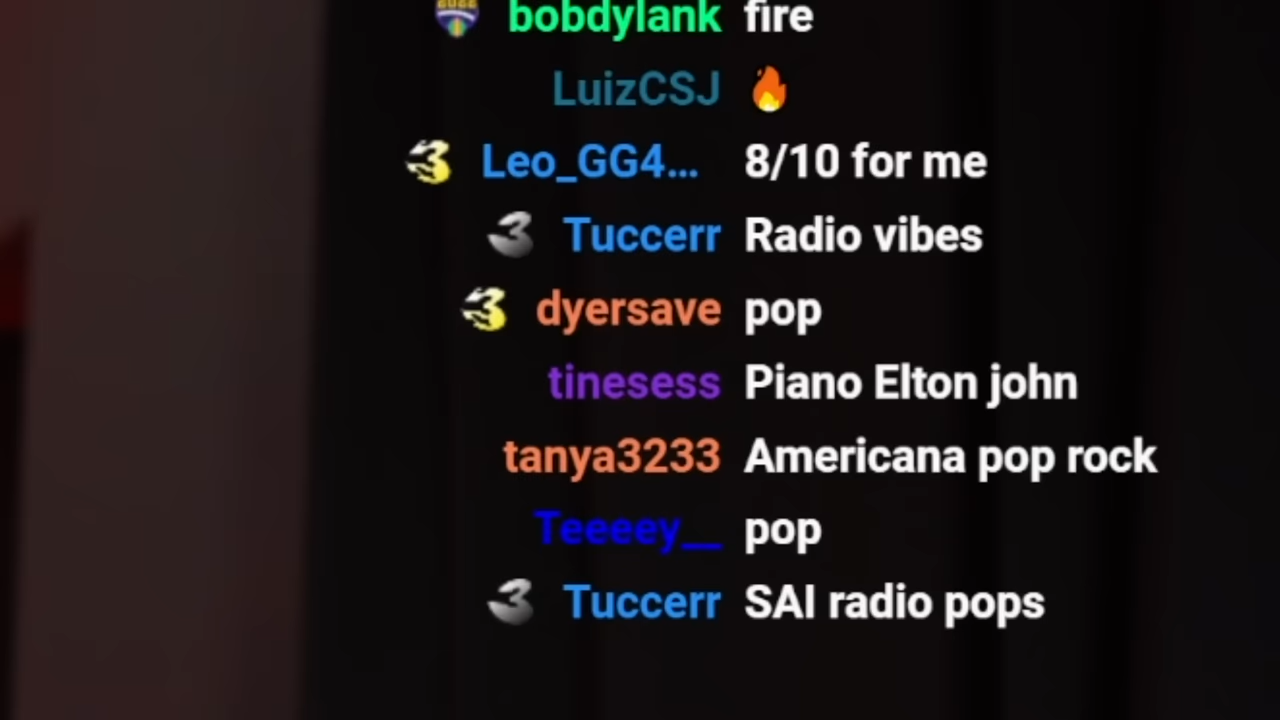 bobdylank fire
LuizCSJ 🔥
Leo_GG4... 8/10 for me
Tuccerr Radio vibes
dyersave pop
tinesess Piano Elton john
tanya3233 Americana pop rock
Teeeey__ pop
Tuccerr SAI radio pops